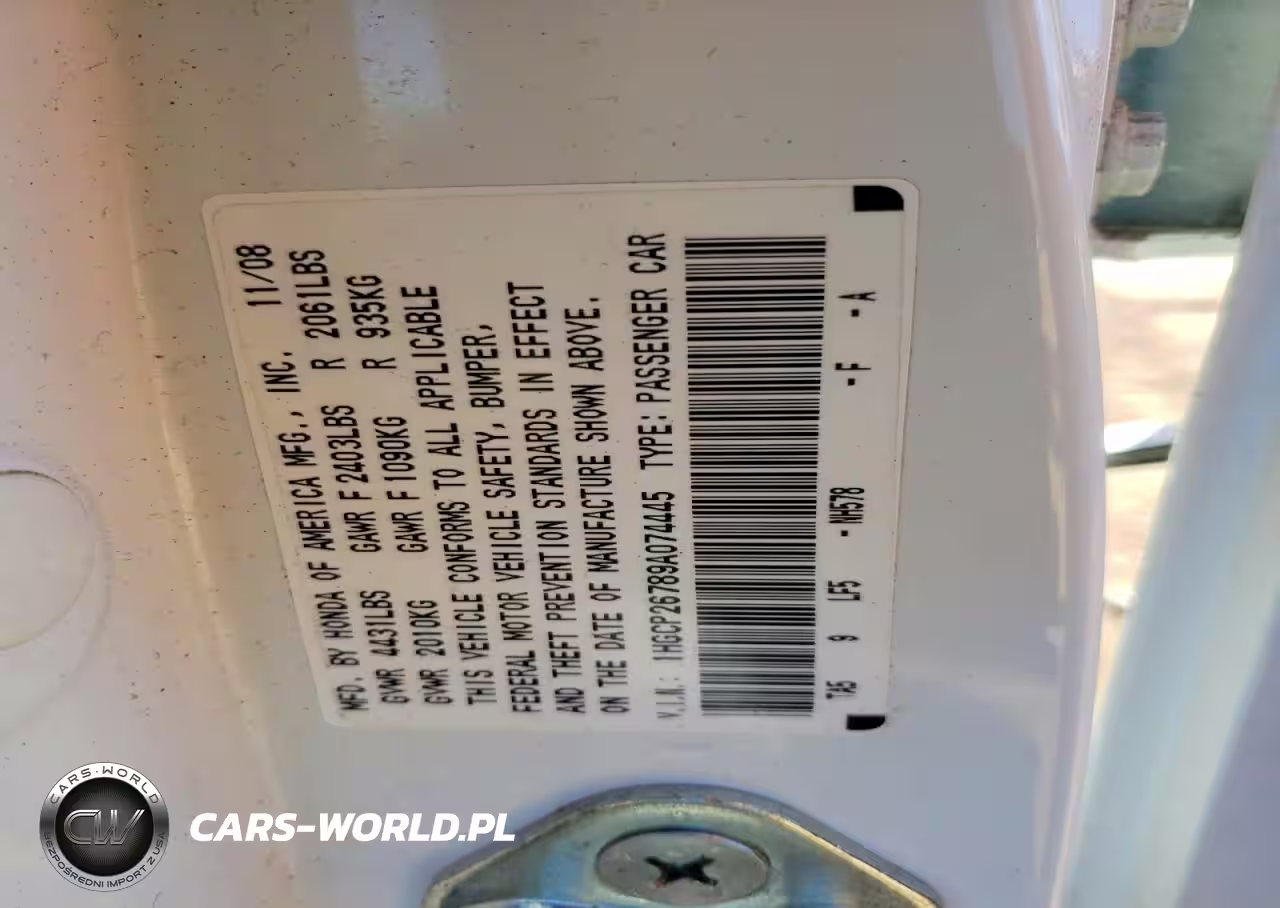 MFD. BY HONDA OF AMERICA MFG., INC. 11/08
GVWR 4431LBS GAWR F 2403LBS R 2061LBS
GVWR 2010KG GAWR F 1090KG R 935KG
THIS VEHICLE CONFORMS TO ALL APPLICABLE
FEDERAL MOTOR VEHICLE SAFETY, BUMPER,
AND THEFT PREVENTION STANDARDS IN EFFECT
ON THE DATE OF MANUFACTURE SHOWN ABOVE.
V.I.N.: 1HGCP26789A074445 TYPE: PASSENGER CAR
TA5 9 LF5 -NH578 -F -A
CARS-WORLD
CW
BEZPOŚREDNI IMPORT Z USA
CARS-WORLD.PL